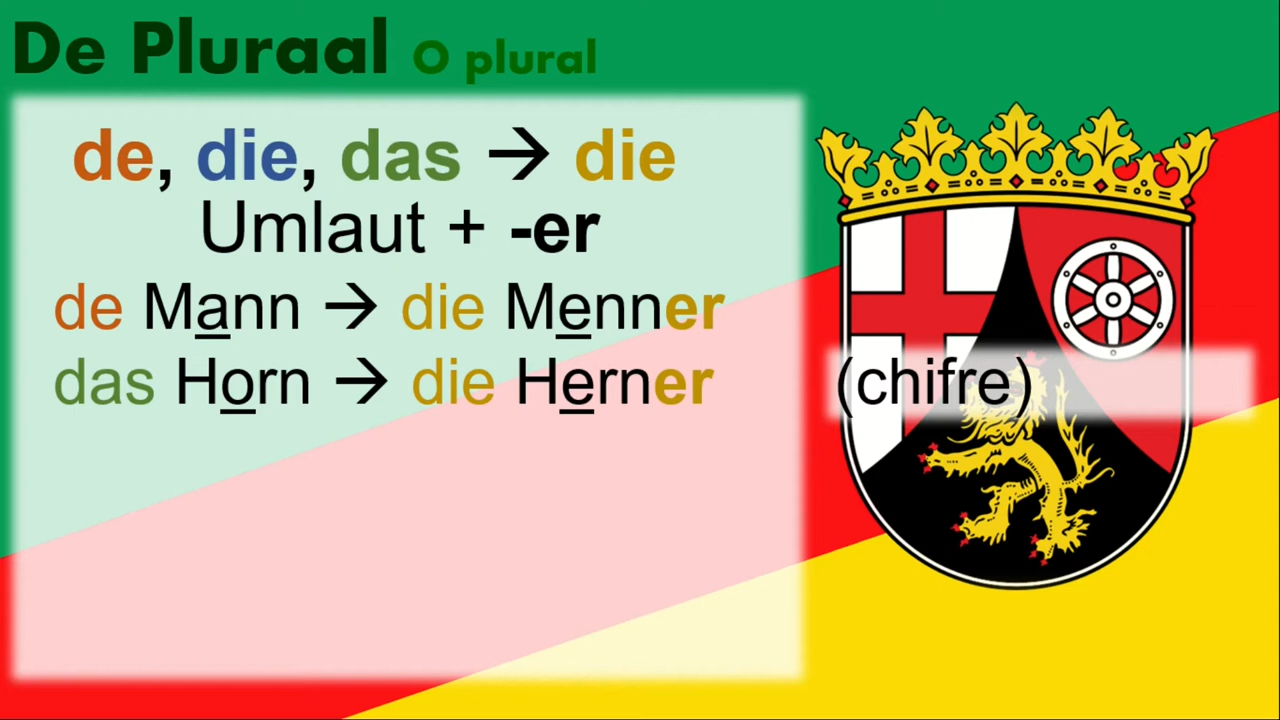 De Pluraal O plural
de, die, das → die
Umlaut + -er
de Mann → die Menner
das Horn → die Herner (chifre)